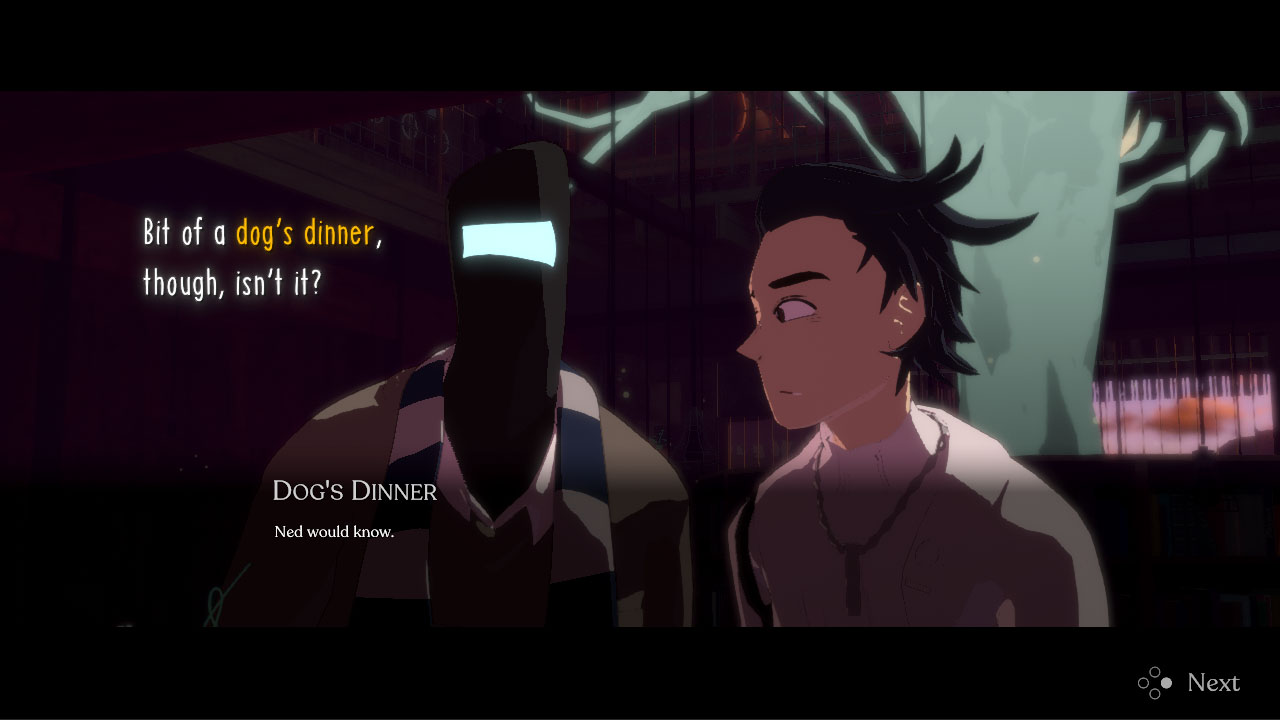 Bit of a dog's dinner,
though, isn't it?
Dog's Dinner
Ned would know.
Next